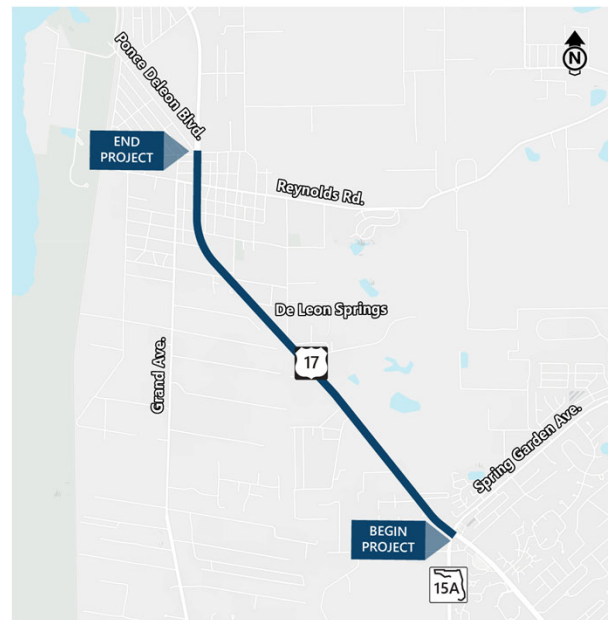 Ponce Deleon Blvd.
N
END
PROJECT
Reynolds Rd.
De Leon Springs
17
Grand Ave.
Spring Garden Ave.
BEGIN
PROJECT
15A